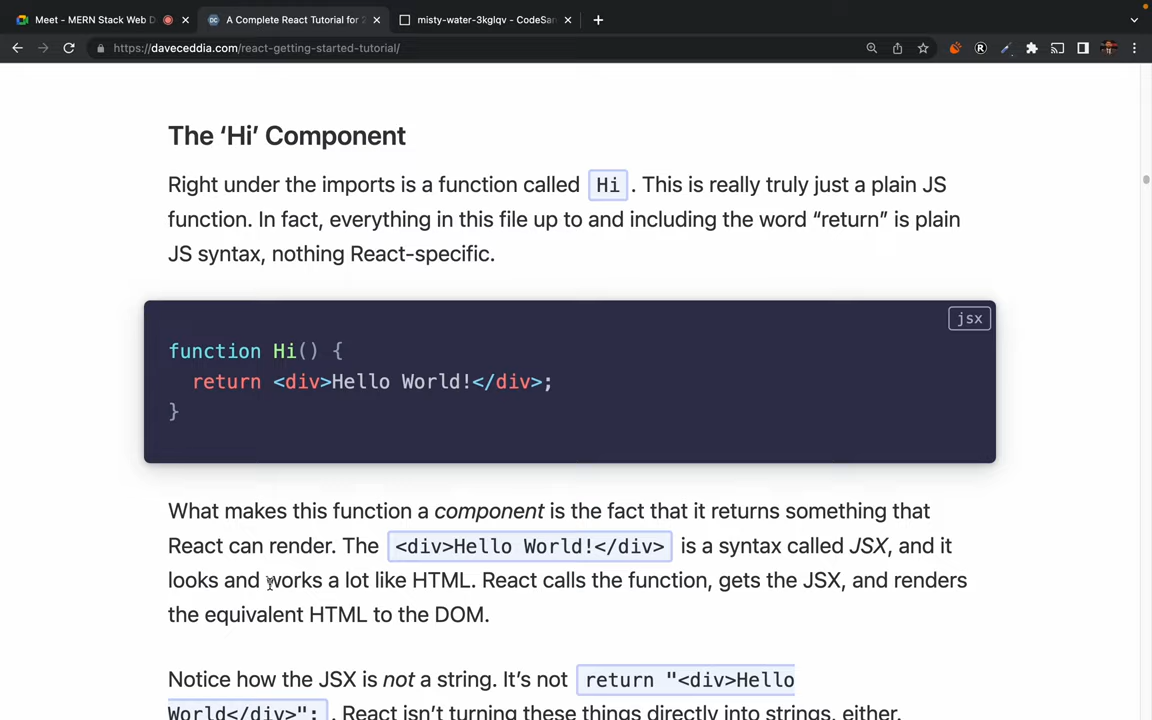 Meet - MERN Stack Web D
A Complete React Tutorial for 2
misty-water-3kglqv - CodeSan
https://daveceddia.com/react-getting-started-tutorial/
The ‘Hi’ Component
Right under the imports is a function called Hi . This is really truly just a plain JS
function. In fact, everything in this file up to and including the word “return” is plain
JS syntax, nothing React-specific.
jsx
function Hi() {
return <div>Hello World!</div>;
}
What makes this function a component is the fact that it returns something that
React can render. The <div>Hello World!</div> is a syntax called JSX, and it
looks and works a lot like HTML. React calls the function, gets the JSX, and renders
the equivalent HTML to the DOM.
Notice how the JSX is not a string. It’s not return "<div>Hello
World</div>"; . React isn’t turning these things directly into strings, either.